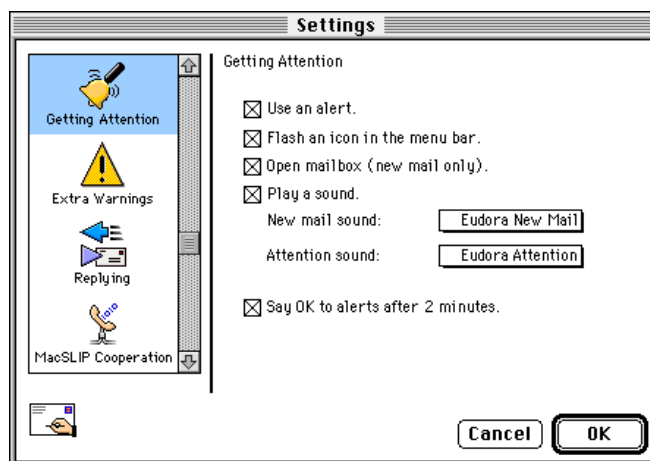 Settings
Getting Attention
Extra Warnings
Replying
MacSLIP Cooperation
Getting Attention
Use an alert.
Flash an icon in the menu bar.
Open mailbox (new mail only).
Play a sound.
New mail sound: Eudora New Mail
Attention sound: Eudora Attention
Say OK to alerts after 2 minutes.
Cancel OK